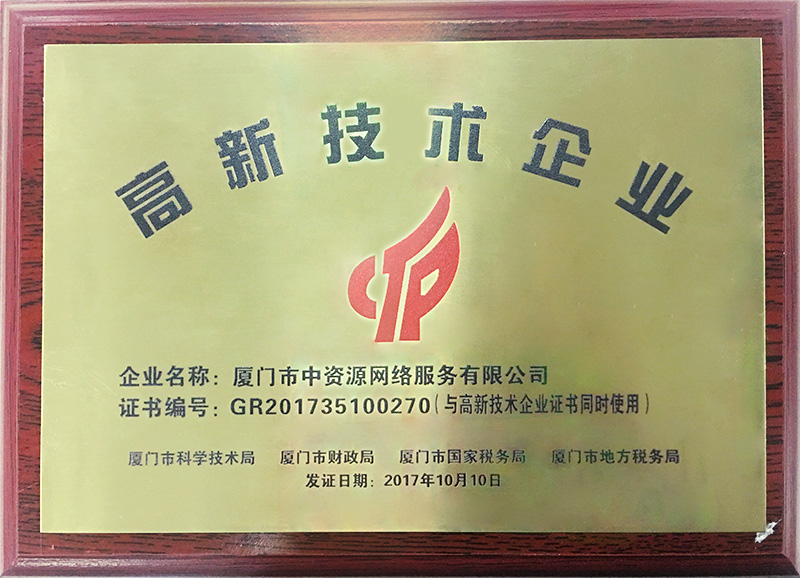 高新技术企业
CTP
企业名称：厦门市中资源网络服务有限公司
证书编号：GR201735100270（与高新技术企业证书同时使用）
厦门市科学技术局 厦门市财政局 厦门市国家税务局 厦门市地方税务局
发证日期：2017年10月10日